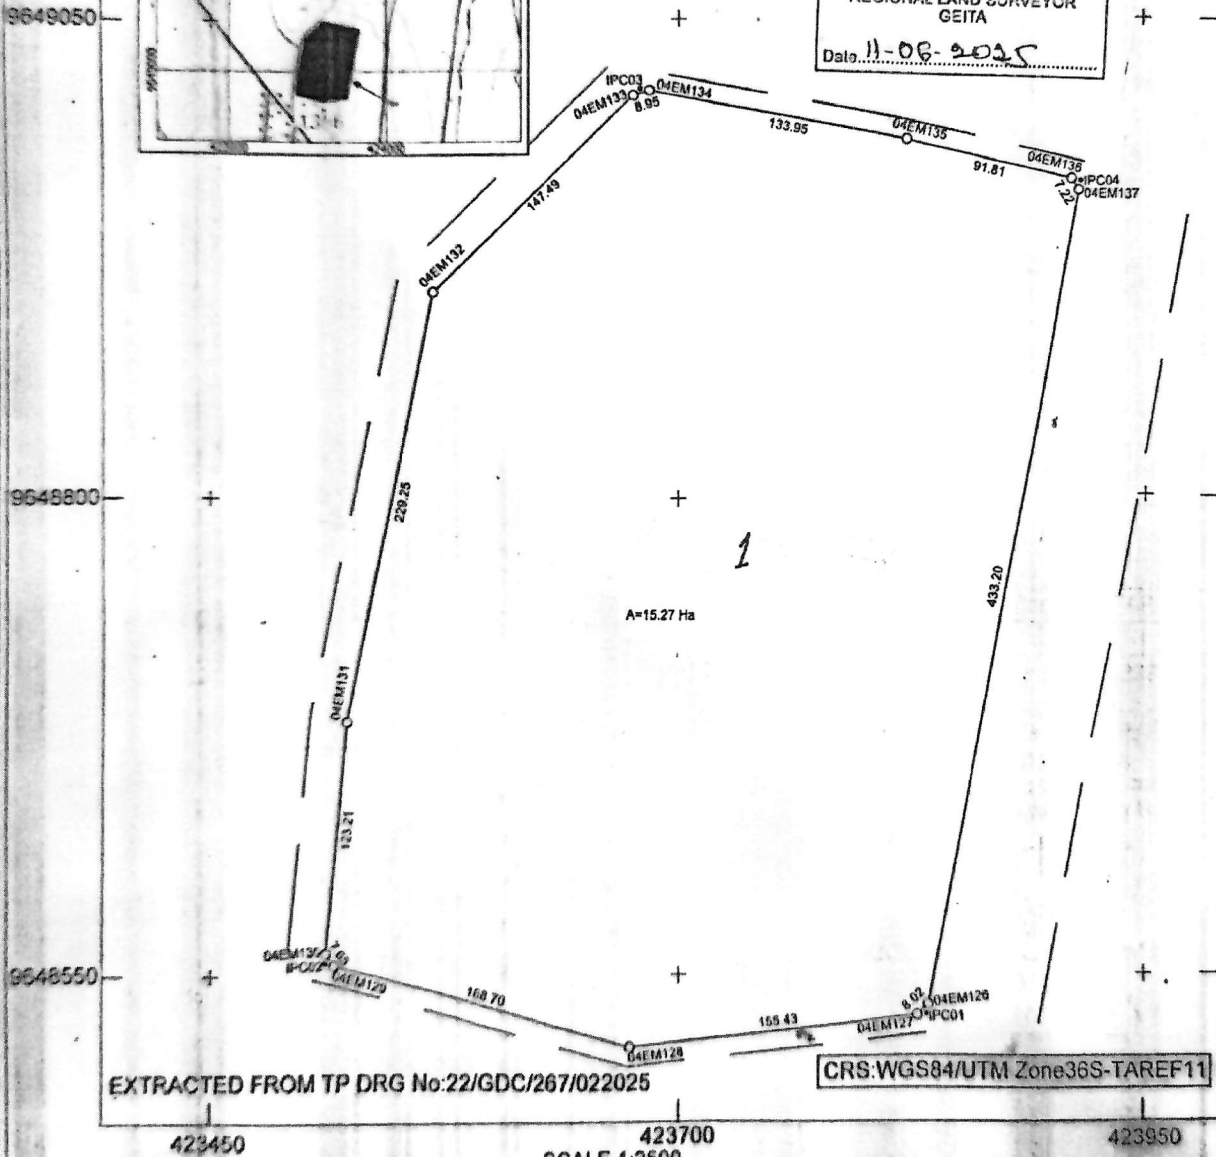 9649050
REGIONAL LAND SURVEYOR
GEITA
Date 11-06-2025
IPC03
04EM133
8.95
04EM134
133.95
04EM135
91.81
04EM136
IPC04
7.22
04EM137
147.49
04EM132
229.25
9648800
1
A=15.27 Ha
433.20
04EM131
123.21
9648550
IPC02
04EM129
168.70
04EM128
155.43
8.02
04EM126
04EM127
IPC01
EXTRACTED FROM TP DRG No:22/GDC/267/022025
CRS:WGS84/UTM Zone36S-TAREF11
423450
423700
423950
SCALE 1:2500